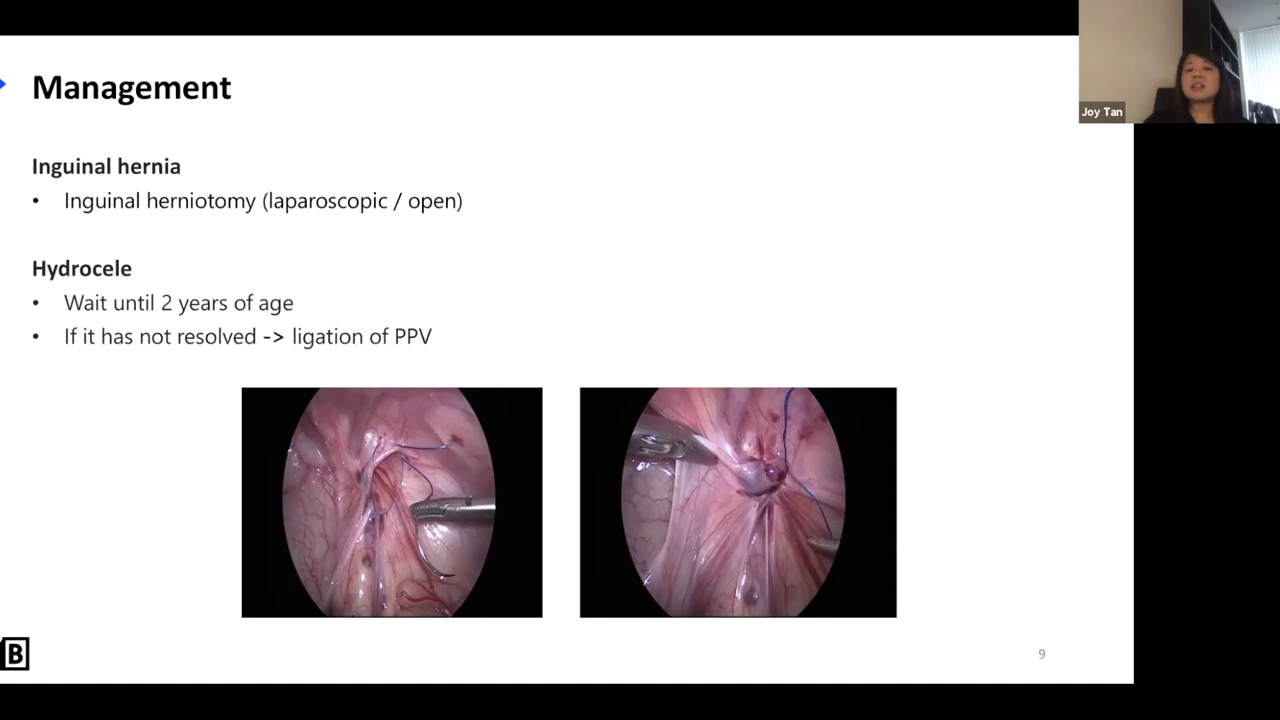 Management
Joy Tan
Inguinal hernia
• Inguinal herniotomy (laparoscopic / open)
Hydrocele
• Wait until 2 years of age
• If it has not resolved -> ligation of PPV
B
9